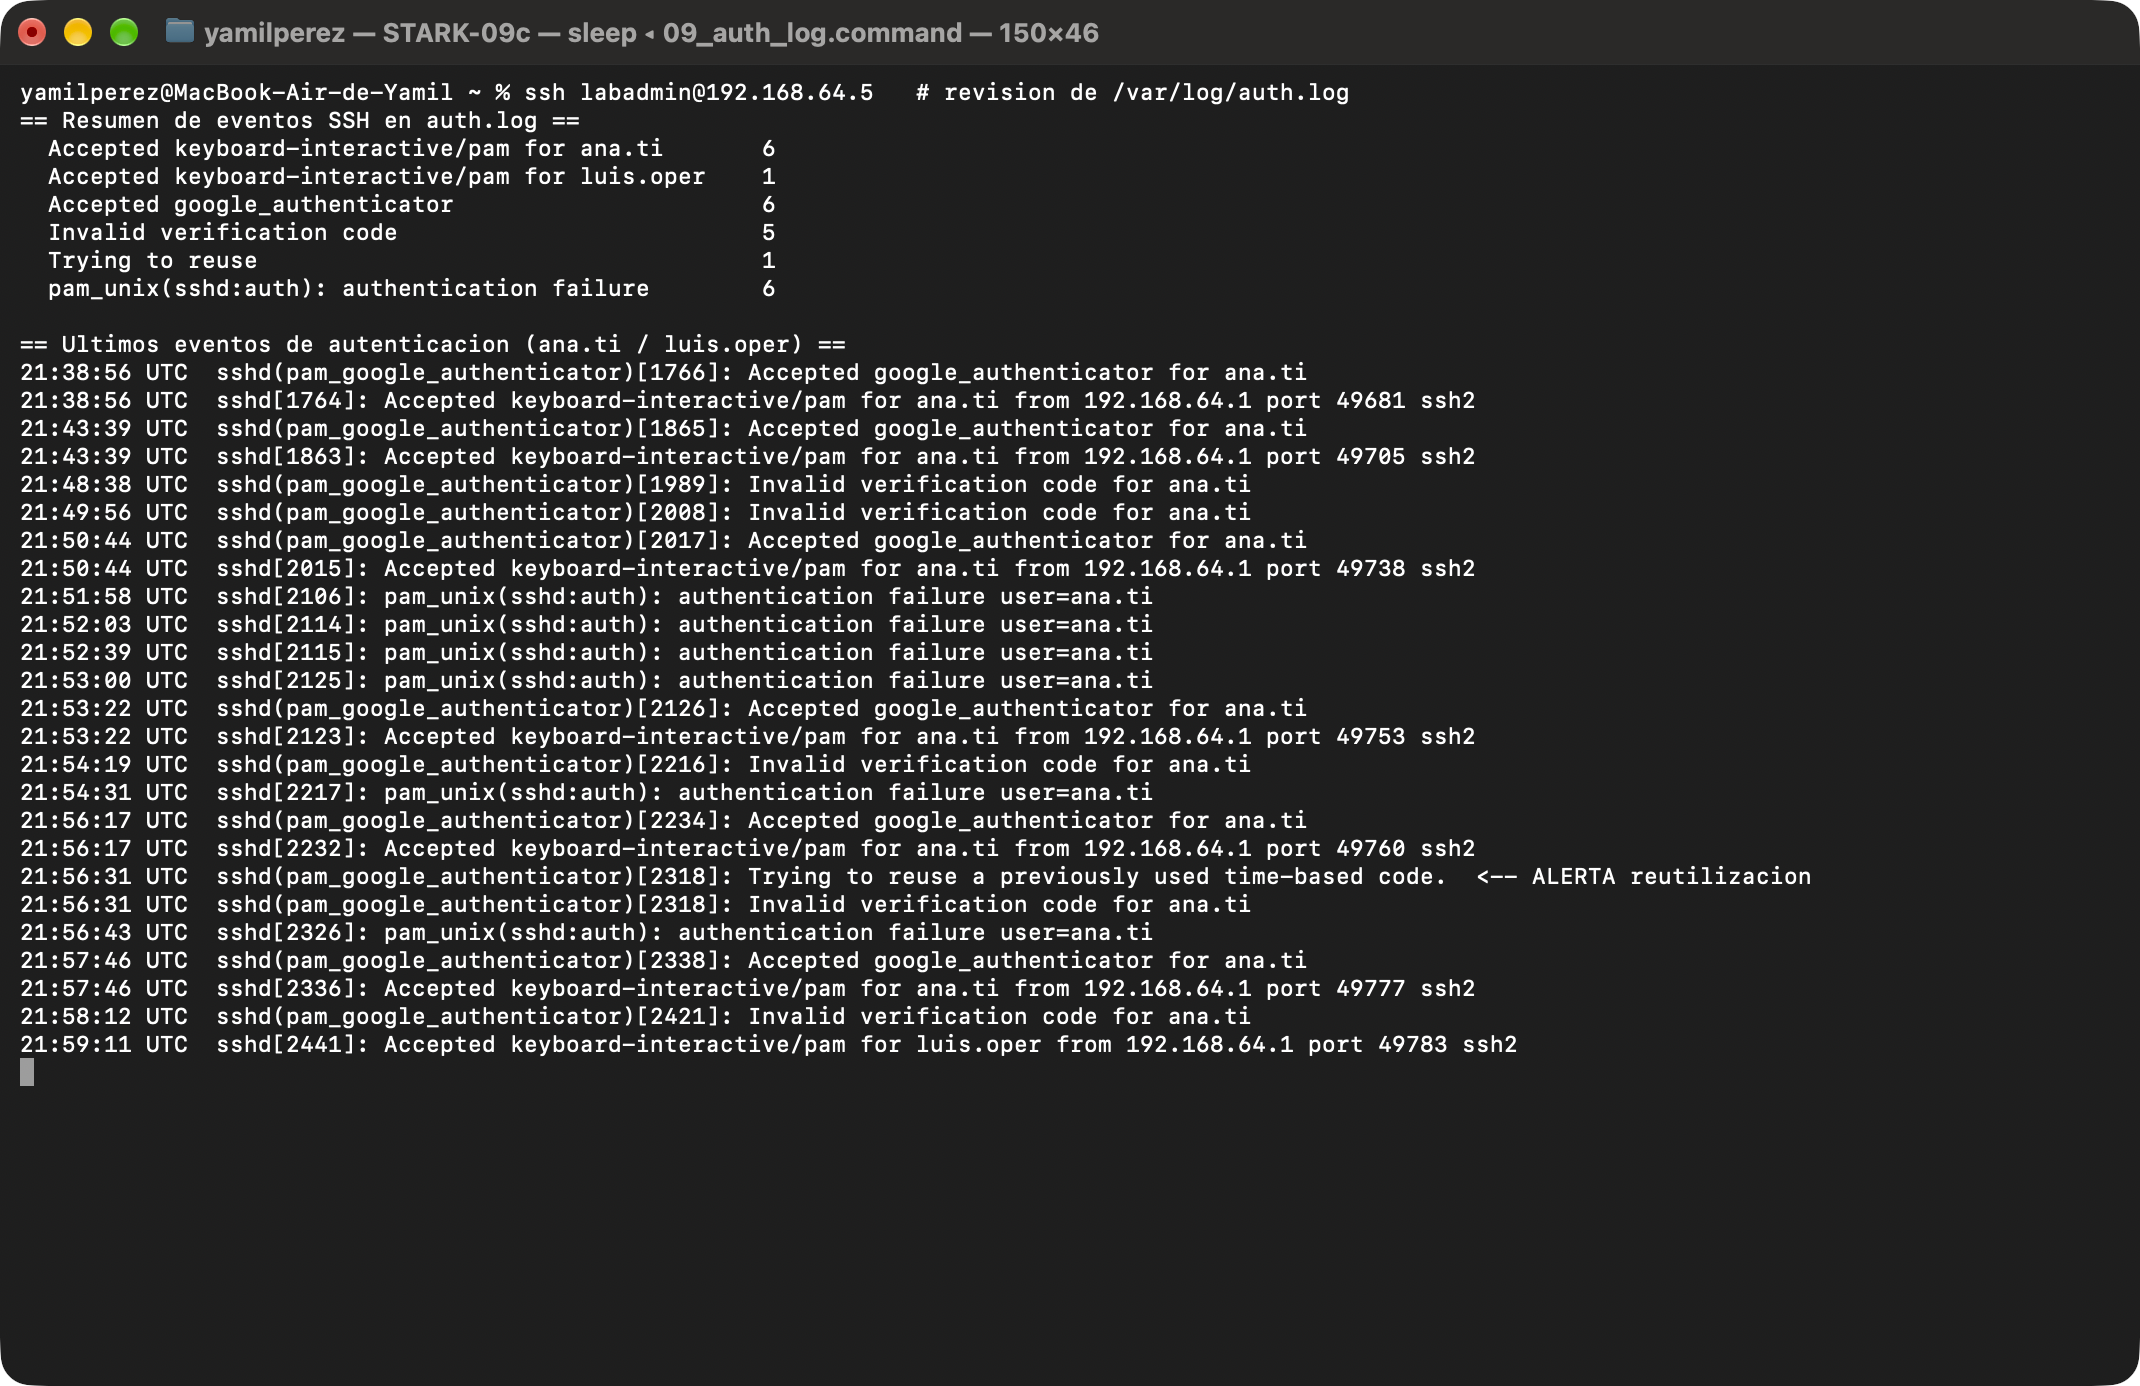 yamilperez — STARK-09c — sleep ◂ 09_auth_log.command — 150×46
yamilperez@MacBook-Air-de-Yamil ~ % ssh labadmin@192.168.64.5   # revision de /var/log/auth.log
== Resumen de eventos SSH en auth.log ==
  Accepted keyboard-interactive/pam for ana.ti       6
  Accepted keyboard-interactive/pam for luis.oper    1
  Accepted google_authenticator                      6
  Invalid verification code                          5
  Trying to reuse                                    1
  pam_unix(sshd:auth): authentication failure        6
== Ultimos eventos de autenticacion (ana.ti / luis.oper) ==
21:38:56 UTC  sshd(pam_google_authenticator)[1766]: Accepted google_authenticator for ana.ti
21:38:56 UTC  sshd[1764]: Accepted keyboard-interactive/pam for ana.ti from 192.168.64.1 port 49681 ssh2
21:43:39 UTC  sshd(pam_google_authenticator)[1865]: Accepted google_authenticator for ana.ti
21:43:39 UTC  sshd[1863]: Accepted keyboard-interactive/pam for ana.ti from 192.168.64.1 port 49705 ssh2
21:48:38 UTC  sshd(pam_google_authenticator)[1989]: Invalid verification code for ana.ti
21:49:56 UTC  sshd(pam_google_authenticator)[2008]: Invalid verification code for ana.ti
21:50:44 UTC  sshd(pam_google_authenticator)[2017]: Accepted google_authenticator for ana.ti
21:50:44 UTC  sshd[2015]: Accepted keyboard-interactive/pam for ana.ti from 192.168.64.1 port 49738 ssh2
21:51:58 UTC  sshd[2106]: pam_unix(sshd:auth): authentication failure user=ana.ti
21:52:03 UTC  sshd[2114]: pam_unix(sshd:auth): authentication failure user=ana.ti
21:52:39 UTC  sshd[2115]: pam_unix(sshd:auth): authentication failure user=ana.ti
21:53:00 UTC  sshd[2125]: pam_unix(sshd:auth): authentication failure user=ana.ti
21:53:22 UTC  sshd(pam_google_authenticator)[2126]: Accepted google_authenticator for ana.ti
21:53:22 UTC  sshd[2123]: Accepted keyboard-interactive/pam for ana.ti from 192.168.64.1 port 49753 ssh2
21:54:19 UTC  sshd(pam_google_authenticator)[2216]: Invalid verification code for ana.ti
21:54:31 UTC  sshd[2217]: pam_unix(sshd:auth): authentication failure user=ana.ti
21:56:17 UTC  sshd(pam_google_authenticator)[2234]: Accepted google_authenticator for ana.ti
21:56:17 UTC  sshd[2232]: Accepted keyboard-interactive/pam for ana.ti from 192.168.64.1 port 49760 ssh2
21:56:31 UTC  sshd(pam_google_authenticator)[2318]: Trying to reuse a previously used time-based code.  <-- ALERTA reutilizacion
21:56:31 UTC  sshd(pam_google_authenticator)[2318]: Invalid verification code for ana.ti
21:56:43 UTC  sshd[2326]: pam_unix(sshd:auth): authentication failure user=ana.ti
21:57:46 UTC  sshd(pam_google_authenticator)[2338]: Accepted google_authenticator for ana.ti
21:57:46 UTC  sshd[2336]: Accepted keyboard-interactive/pam for ana.ti from 192.168.64.1 port 49777 ssh2
21:58:12 UTC  sshd(pam_google_authenticator)[2421]: Invalid verification code for ana.ti
21:59:11 UTC  sshd[2441]: Accepted keyboard-interactive/pam for luis.oper from 192.168.64.1 port 49783 ssh2